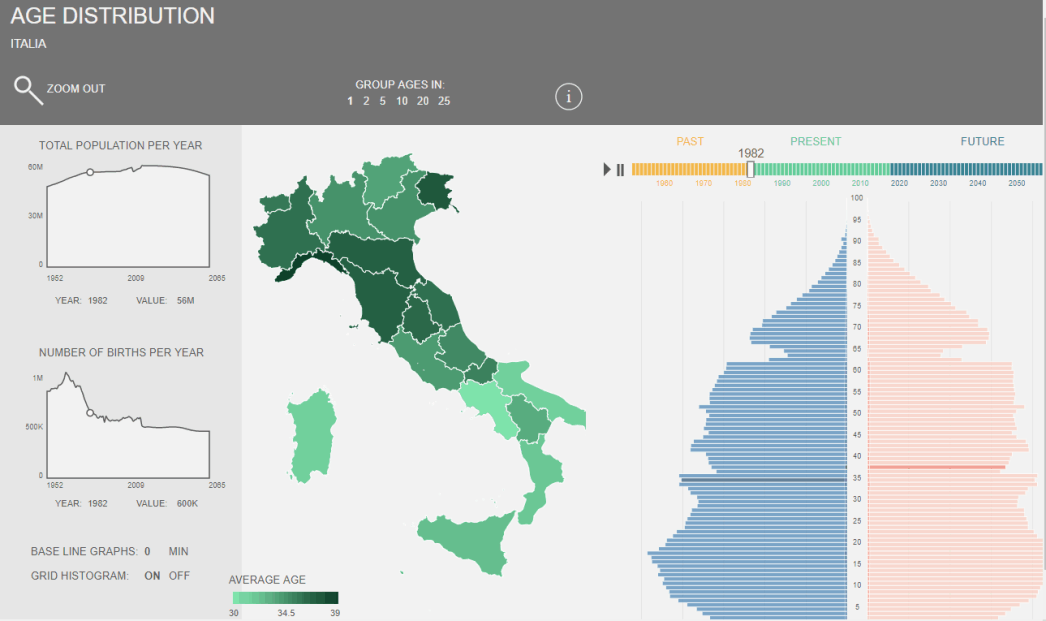 AGE DISTRIBUTION
ITALIA
ZOOM OUT
GROUP AGES IN:
1 2 5 10 20 25
i
TOTAL POPULATION PER YEAR
60M
30M
0
1952 2009 2065
YEAR: 1982 VALUE: 56M
NUMBER OF BIRTHS PER YEAR
1M
500K
0
1952 2009 2065
YEAR: 1982 VALUE: 600K
BASE LINE GRAPHS: 0 MIN
GRID HISTOGRAM: ON OFF
AVERAGE AGE
30 34.5 39
PAST PRESENT FUTURE
1982
1960 1970 1980 1990 2000 2010 2020 2030 2040 2050
100
95
90
85
80
75
70
65
60
55
50
45
40
35
30
25
20
15
10
5